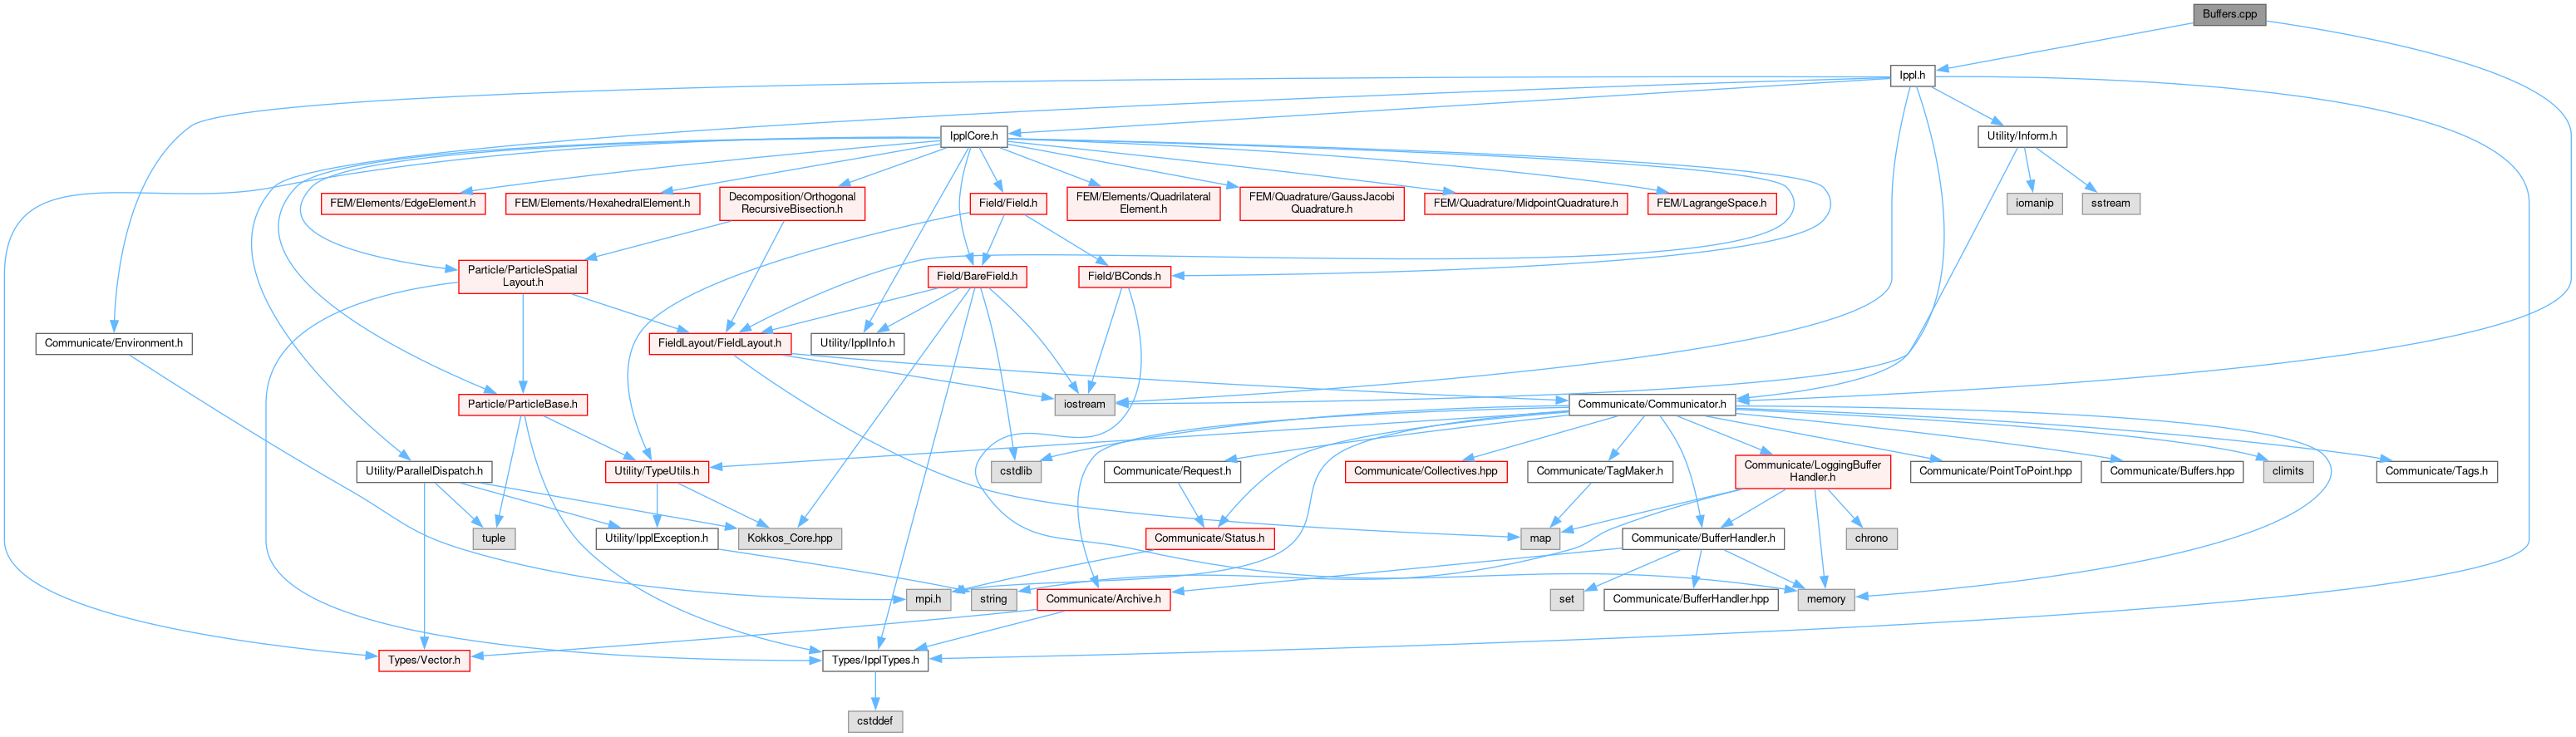 Buffers.cpp
Ippl.h
IpplCore.h
Utility/Inform.h
FEM/Elements/EdgeElement.h
FEM/Elements/HexahedralElement.h
Decomposition/Orthogonal
RecursiveBisection.h
Field/Field.h
FEM/Elements/Quadrilateral
Element.h
FEM/Quadrature/GaussJacobi
Quadrature.h
FEM/Quadrature/MidpointQuadrature.h
FEM/LagrangeSpace.h
iomanip
sstream
Particle/ParticleSpatial
Layout.h
Field/BareField.h
Field/BConds.h
Communicate/Environment.h
FieldLayout/FieldLayout.h
Utility/IpplInfo.h
Particle/ParticleBase.h
iostream
Communicate/Communicator.h
Utility/ParallelDispatch.h
Utility/TypeUtils.h
cstdlib
Communicate/Request.h
Communicate/Collectives.hpp
Communicate/TagMaker.h
Communicate/LoggingBuffer
Handler.h
Communicate/PointToPoint.hpp
Communicate/Buffers.hpp
climits
Communicate/Tags.h
tuple
Utility/IpplException.h
Kokkos_Core.hpp
Communicate/Status.h
map
Communicate/BufferHandler.h
chrono
mpi.h
string
Communicate/Archive.h
set
Communicate/BufferHandler.hpp
memory
Types/Vector.h
Types/IpplTypes.h
cstddef